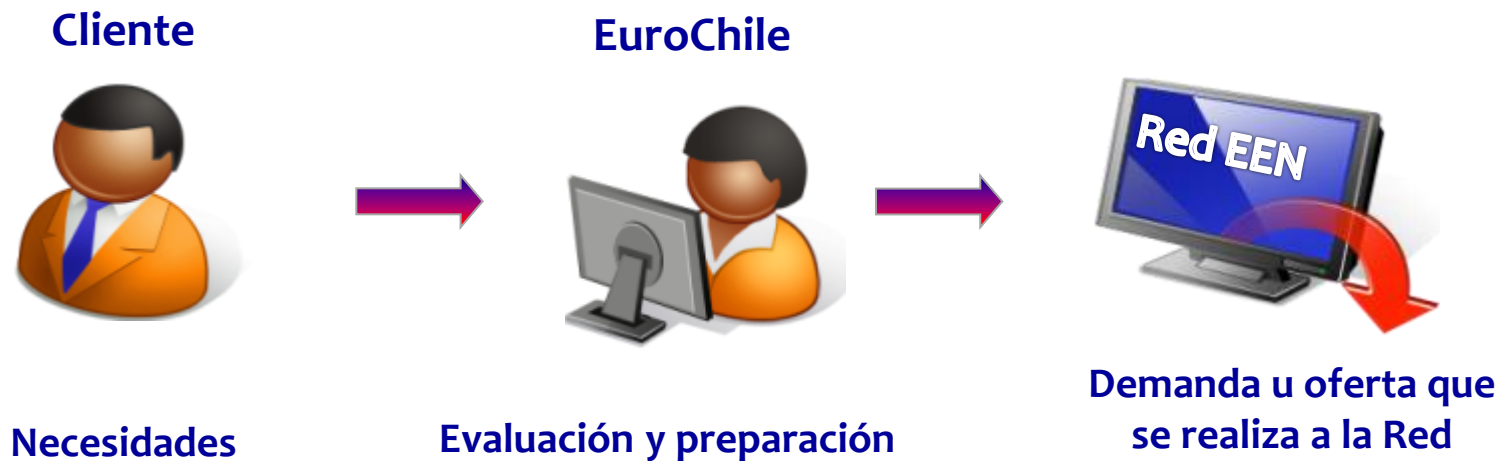 Cliente
EuroChile
Red EEN
Necesidades
Evaluación y preparación
Demanda u oferta que
se realiza a la Red